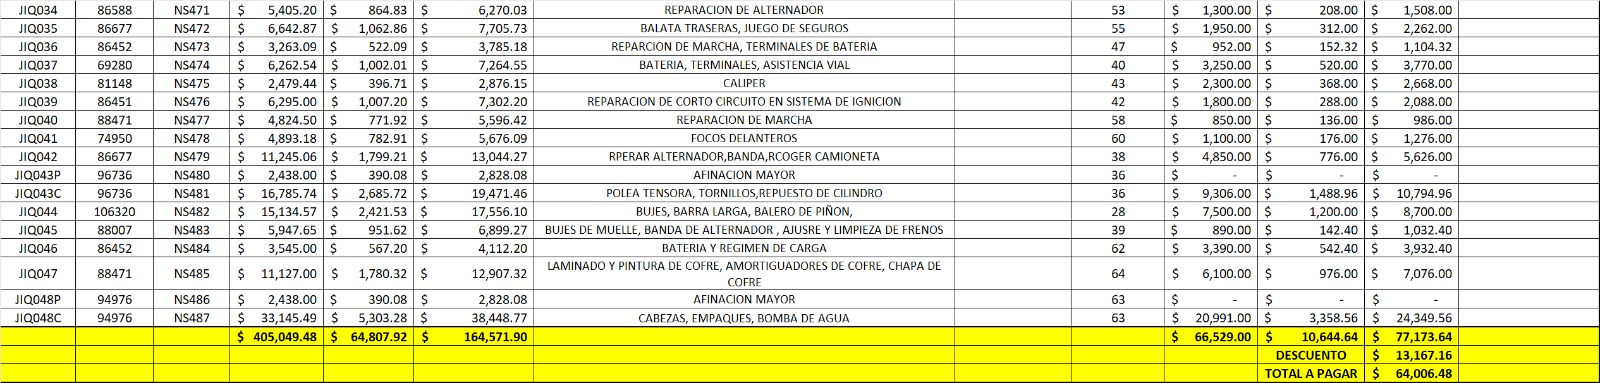 JIQ034 86588 NS471 $ 5,405.20 $ 864.83 $ 6,270.03 REPARACION DE ALTERNADOR 53 $ 1,300.00 $ 208.00 $ 1,508.00
JIQ035 86677 NS472 $ 6,642.87 $ 1,062.86 $ 7,705.73 BALATA TRASERAS, JUEGO DE SEGUROS 55 $ 1,950.00 $ 312.00 $ 2,262.00
JIQ036 86452 NS473 $ 3,263.09 $ 522.09 $ 3,785.18 REPARCION DE MARCHA, TERMINALES DE BATERIA 47 $ 952.00 $ 152.32 $ 1,104.32
JIQ037 69280 NS474 $ 6,262.54 $ 1,002.01 $ 7,264.55 BATERIA, TERMINALES, ASISTENCIA VIAL 40 $ 3,250.00 $ 520.00 $ 3,770.00
JIQ038 81148 NS475 $ 2,479.44 $ 396.71 $ 2,876.15 CALIPER 43 $ 2,300.00 $ 368.00 $ 2,668.00
JIQ039 86451 NS476 $ 6,295.00 $ 1,007.20 $ 7,302.20 REPARACION DE CORTO CIRCUITO EN SISTEMA DE IGNICION 42 $ 1,800.00 $ 288.00 $ 2,088.00
JIQ040 88471 NS477 $ 4,824.50 $ 771.92 $ 5,596.42 REPARACION DE MARCHA 58 $ 850.00 $ 136.00 $ 986.00
JIQ041 74950 NS478 $ 4,893.18 $ 782.91 $ 5,676.09 FOCOS DELANTEROS 60 $ 1,100.00 $ 176.00 $ 1,276.00
JIQ042 86677 NS479 $ 11,245.06 $ 1,799.21 $ 13,044.27 RPERAR ALTERNADOR,BANDA,RCOGER CAMIONETA 38 $ 4,850.00 $ 776.00 $ 5,626.00
JIQ043P 96736 NS480 $ 2,438.00 $ 390.08 $ 2,828.08 AFINACION MAYOR 36 $ - $ - $ -
JIQ043C 96736 NS481 $ 16,785.74 $ 2,685.72 $ 19,471.46 POLEA TENSORA, TORNILLOS,REPUESTO DE CILINDRO 36 $ 9,306.00 $ 1,488.96 $ 10,794.96
JIQ044 106320 NS482 $ 15,134.57 $ 2,421.53 $ 17,556.10 BUJES, BARRA LARGA, BALERO DE PIÑON, 28 $ 7,500.00 $ 1,200.00 $ 8,700.00
JIQ045 88007 NS483 $ 5,947.65 $ 951.62 $ 6,899.27 BUJES DE MUELLE, BANDA DE ALTERNADOR , AJUSRE Y LIMPIEZA DE FRENOS 39 $ 890.00 $ 142.40 $ 1,032.40
JIQ046 86452 NS484 $ 3,545.00 $ 567.20 $ 4,112.20 BATERIA Y REGIMEN DE CARGA 62 $ 3,390.00 $ 542.40 $ 3,932.40
JIQ047 88471 NS485 $ 11,127.00 $ 1,780.32 $ 12,907.32 LAMINADO Y PINTURA DE COFRE, AMORTIGUADORES DE COFRE, CHAPA DE 64 $ 6,100.00 $ 976.00 $ 7,076.00
COFRE
JIQ048P 94976 NS486 $ 2,438.00 $ 390.08 $ 2,828.08 AFINACION MAYOR 63 $ - $ - $ -
JIQ048C 94976 NS487 $ 33,145.49 $ 5,303.28 $ 38,448.77 CABEZAS, EMPAQUES, BOMBA DE AGUA 63 $ 20,991.00 $ 3,358.56 $ 24,349.56
$ 405,049.48 $ 64,807.92 $ 164,571.90 $ 66,529.00 $ 10,644.64 $ 77,173.64
DESCUENTO $ 13,167.16
TOTAL A PAGAR $ 64,006.48